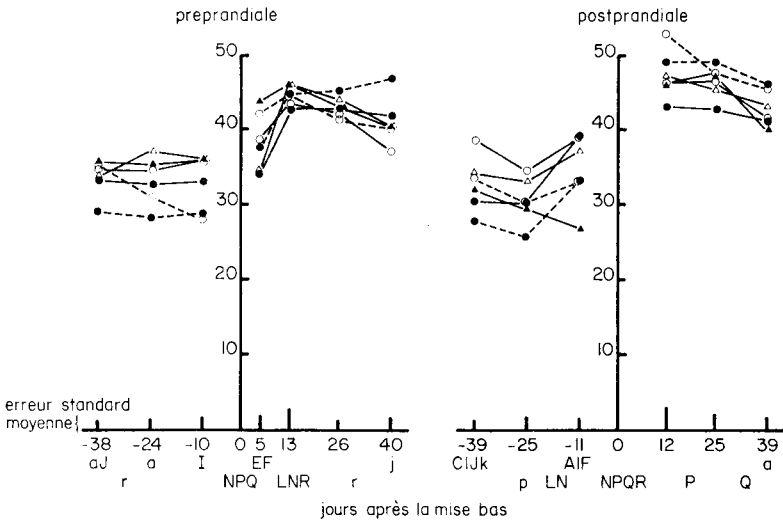 preprandiale postprandiale
50 50
40 40
30 30
20 20
10 10
erreur standard
moyenne{
-38 -24 -10 0 5 13 26 40 -39 -25 -11 0 12 25 39
aJ a I EF j CIJk AIF a
r NPQ LNR r p LN NPQR P Q
jours après la mise bas